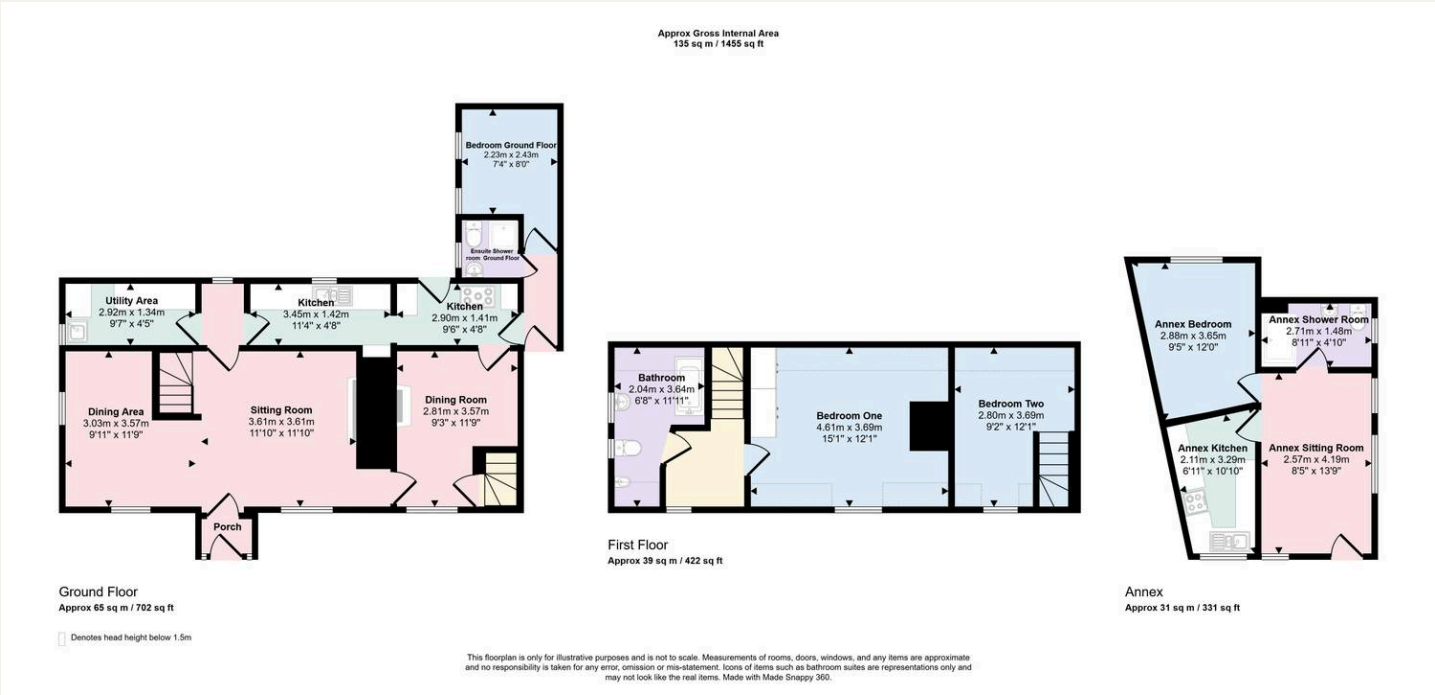 Approx Gross Internal Area
135 sq m / 1455 sq ft
Bedroom Ground Floor
2.23m x 2.43m
7'4" x 8'0"
Ensuite Shower
room Ground Floor
Utility Area
2.92m x 1.34m
9'7" x 4'5"
Kitchen
3.45m x 1.42m
11'4" x 4'8"
Kitchen
2.90m x 1.41m
9'6" x 4'8"
Dining Area
3.03m x 3.57m
9'11" x 11'9"
Sitting Room
3.61m x 3.61m
11'10" x 11'10"
Dining Room
2.81m x 3.57m
9'3" x 11'9"
Porch
Ground Floor
Approx 65 sq m / 702 sq ft
Denotes head height below 1.5m
Bathroom
2.04m x 3.64m
6'8" x 11'11"
Bedroom One
4.61m x 3.69m
15'1" x 12'1"
Bedroom Two
2.80m x 3.69m
9'2" x 12'1"
First Floor
Approx 39 sq m / 422 sq ft
Annex Bedroom
2.88m x 3.65m
9'5" x 12'0"
Annex Shower Room
2.71m x 1.48m
8'11" x 4'10"
Annex Kitchen
2.11m x 3.29m
6'11" x 10'10"
Annex Sitting Room
2.57m x 4.19m
8'5" x 13'9"
Annex
Approx 31 sq m / 331 sq ft
This floorplan is only for illustrative purposes and is not to scale. Measurements of rooms, doors, windows, and any items are approximate
and no responsibility is taken for any error, omission or mis-statement. Icons of items such as bathroom suites are representations only and
may not look like the real items. Made with Made Snappy 360.